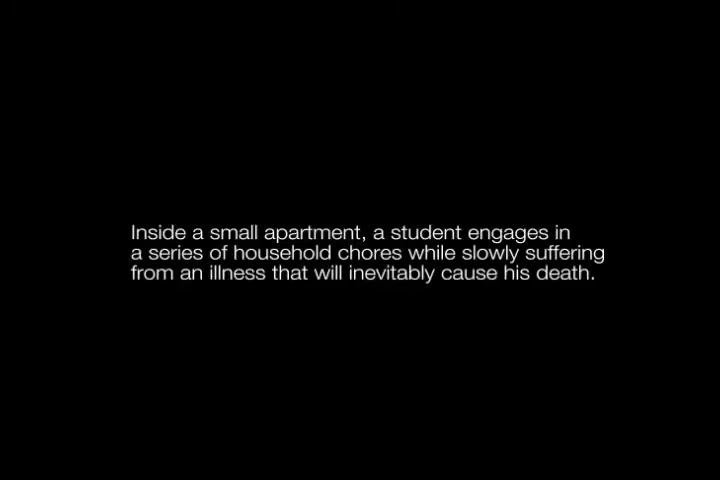 Inside a small apartment, a student engages in
a series of household chores while slowly suffering
from an illness that will inevitably cause his death.